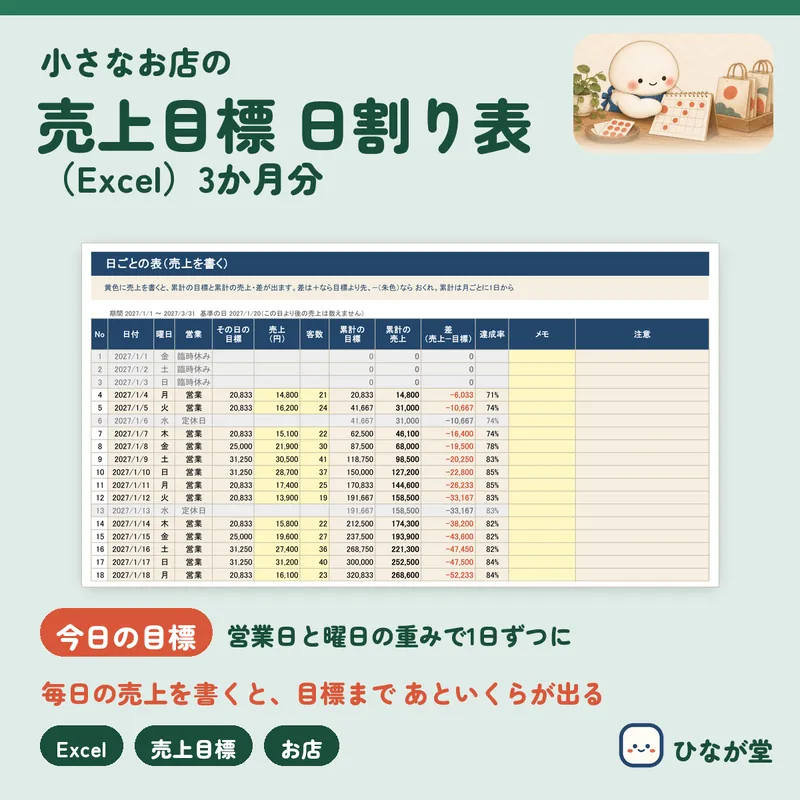 小さなお店の
売上目標 日割り表
（Excel）3か月分
日ごとの表（売上を書く）
黄色に売上を書くと、累計の目標と累計の売上・差が出ます。差は＋なら目標より先、−（朱色）なら おくれ。累計は月ごとに1日から
期間 2027/1/1 〜 2027/3/31 基準の日 2027/1/20（この日より後の売上は数えません）
No 日付 曜日 営業 その日の目標 売上（円） 客数 累計の目標 累計の売上 差（売上−目標） 達成率 メモ 注意
1 2027/1/1 金 臨時休み 0 0 0
2 2027/1/2 土 臨時休み 0 0 0
3 2027/1/3 日 臨時休み 0 0 0
4 2027/1/4 月 営業 20,833 14,800 21 20,833 14,800 −6,033 71%
5 2027/1/5 火 営業 20,833 16,200 24 41,667 31,000 −10,667 74%
6 2027/1/6 水 定休日 41,667 31,000 −10,667 74%
7 2027/1/7 木 営業 20,833 15,100 22 62,500 46,100 −16,400 74%
8 2027/1/8 金 営業 25,000 21,900 30 87,500 68,000 −19,500 78%
9 2027/1/9 土 営業 31,250 30,500 41 118,750 98,500 −20,250 83%
10 2027/1/10 日 営業 31,250 28,700 37 150,000 127,200 −22,800 85%
11 2027/1/11 月 営業 20,833 17,400 25 170,833 144,600 −26,233 85%
12 2027/1/12 火 営業 20,833 13,900 19 191,667 158,500 −33,167 83%
13 2027/1/13 水 定休日 191,667 158,500 −33,167 83%
14 2027/1/14 木 営業 20,833 15,800 22 212,500 174,300 −38,200 82%
15 2027/1/15 金 営業 25,000 19,600 27 237,500 193,900 −43,600 82%
16 2027/1/16 土 営業 31,250 27,400 36 268,750 221,300 −47,450 82%
17 2027/1/17 日 営業 31,250 31,200 40 300,000 252,500 −47,500 84%
18 2027/1/18 月 営業 20,833 16,100 23 320,833 268,600 −52,233 84%
今日の目標 営業日と曜日の重みで1日ずつに
毎日の売上を書くと、目標まで あといくらが出る
Excel 売上目標 お店
ひなが堂